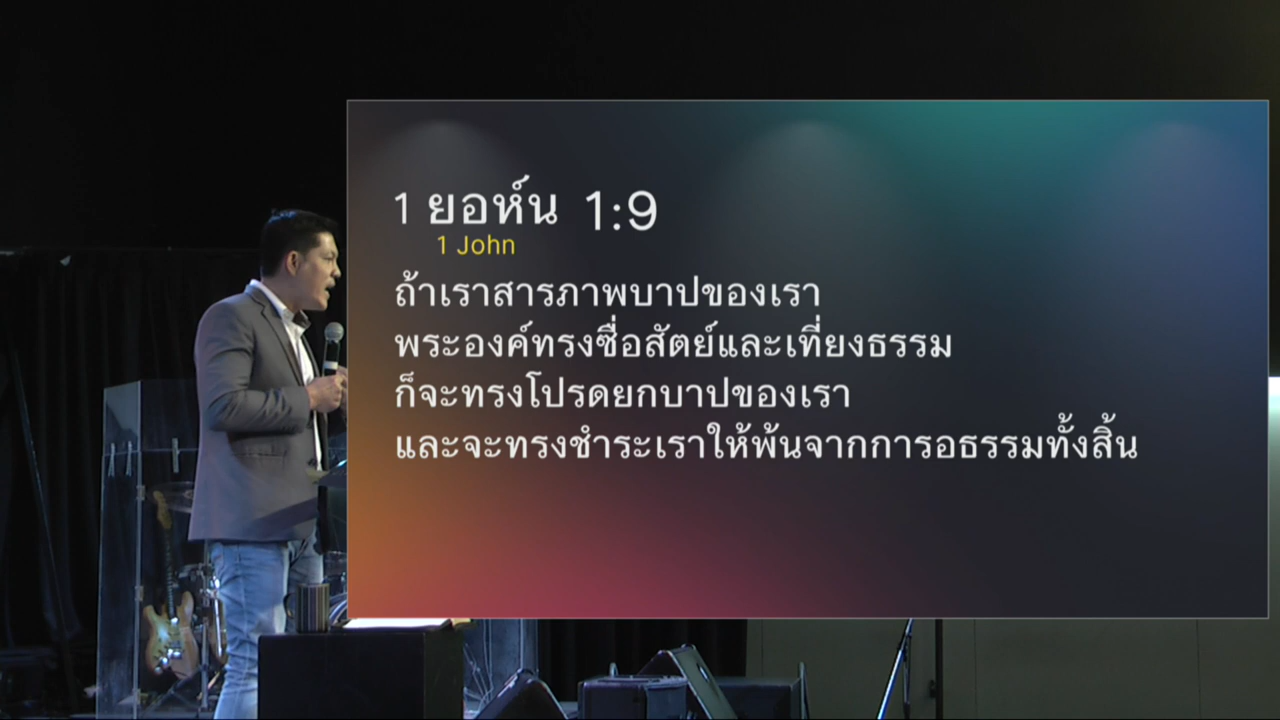 1 ยอห์น 1:9
1 John
ถ้าเราสารภาพบาปของเรา
พระองค์ทรงซื่อสัตย์และเที่ยงธรรม
ก็จะทรงโปรดยกบาปของเรา
และจะทรงชำระเราให้พ้นจากการอธรรมทั้งสิ้น